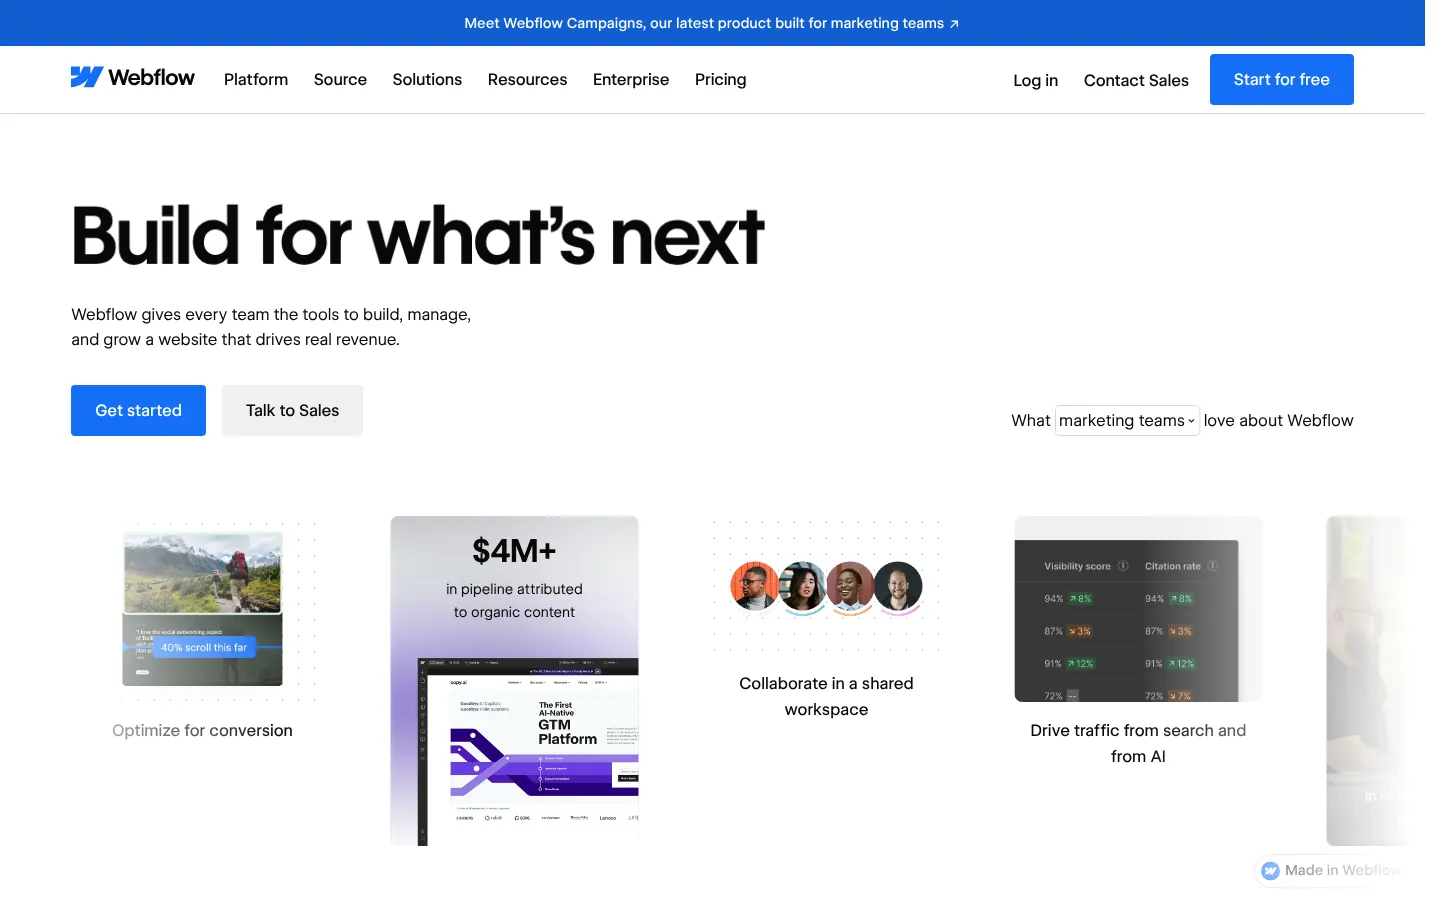 Meet Webflow Campaigns, our latest product built for marketing teams ↗
Webflow
Platform
Source
Solutions
Resources
Enterprise
Pricing
Log in
Contact Sales
Start for free
Build for what's next
Webflow gives every team the tools to build, manage,
and grow a website that drives real revenue.
Get started
Talk to Sales
What marketing teams love about Webflow
40% scroll this far
Optimize for conversion
$4M+
in pipeline attributed
to organic content
copy.ai
The First
AI-Native
GTM
Platform
Collaborate in a shared
workspace
Visibility score
Citation rate
94% ↗ 8%
94% ↗ 8%
87% ↘ 3%
87% ↘ 3%
91% ↗ 12%
91% ↗ 12%
72% --
72% ↘ 7%
Drive traffic from search and
from AI
Made in Webflow